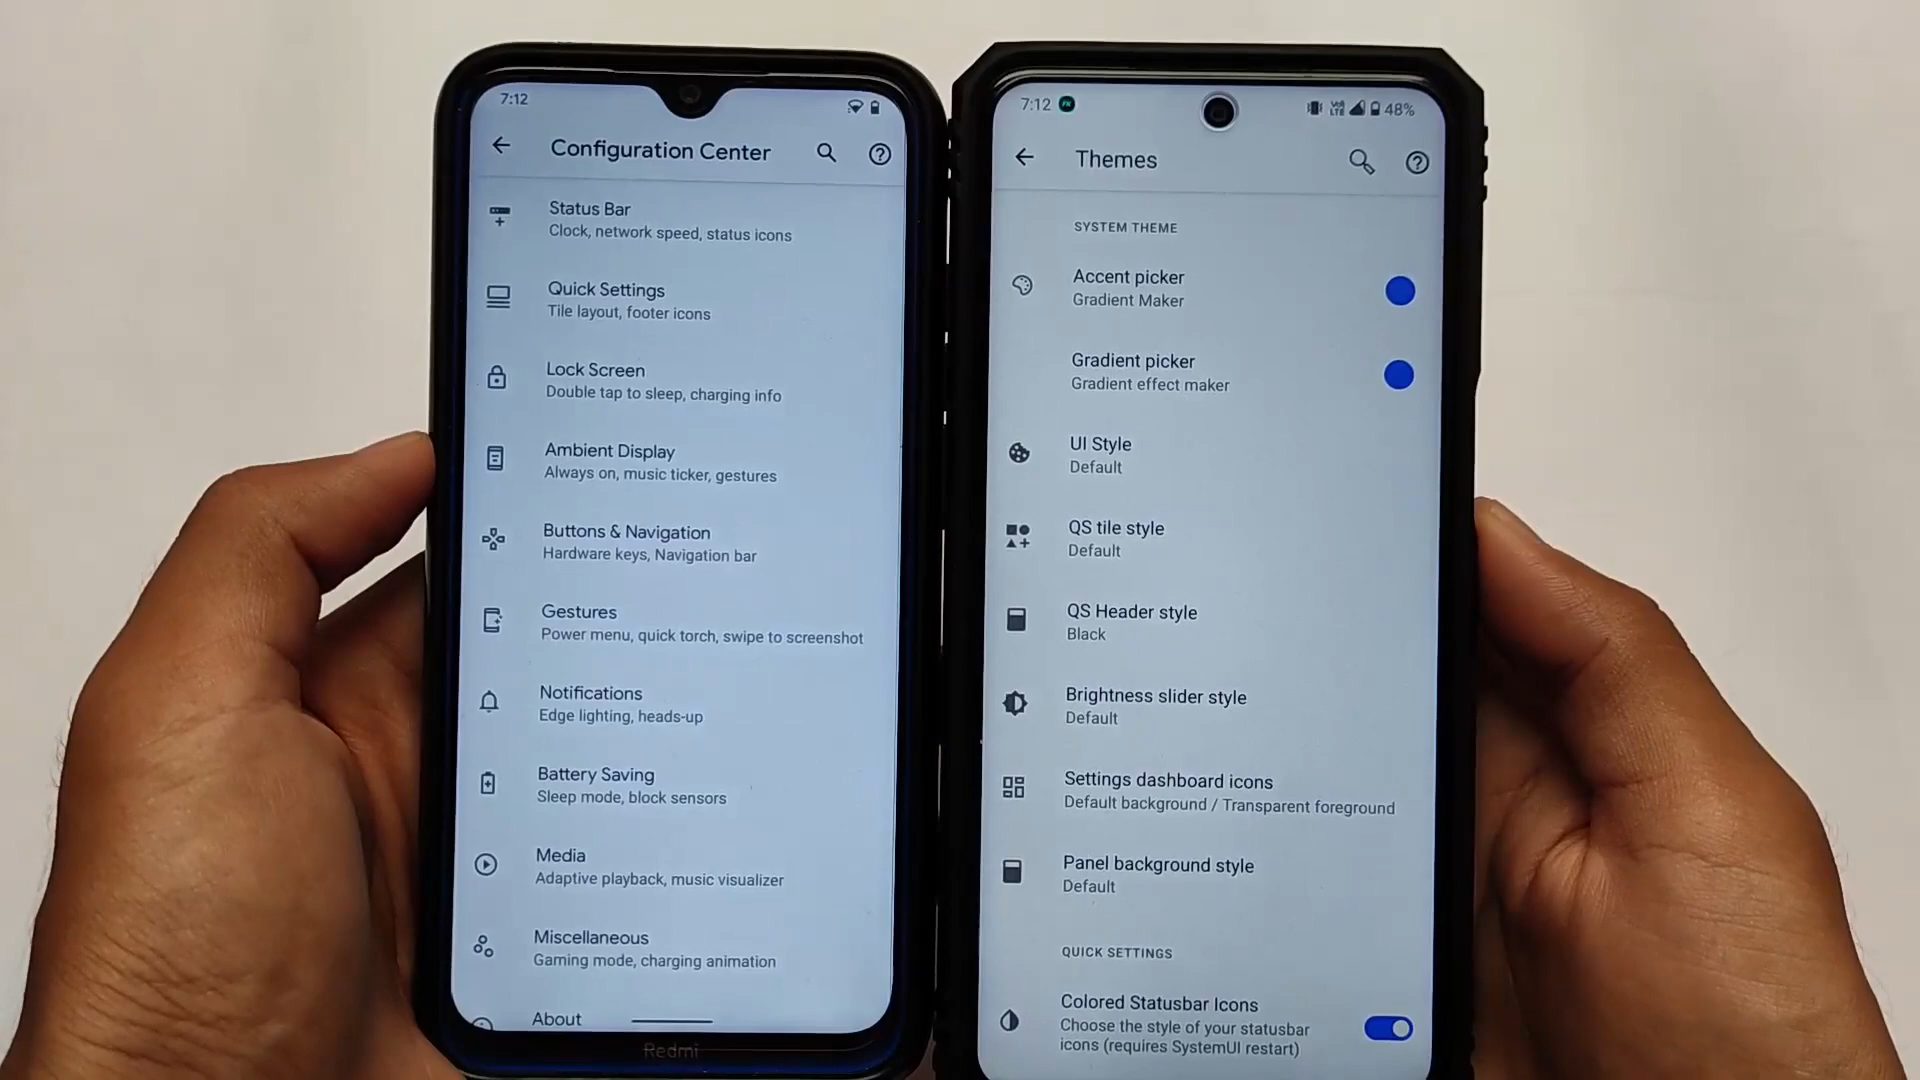 7:12
Configuration Center
Status Bar
Clock, network speed, status icons
Quick Settings
Tile layout, footer icons
Lock Screen
Double tap to sleep, charging info
Ambient Display
Always on, music ticker, gestures
Buttons & Navigation
Hardware keys, Navigation bar
Gestures
Power menu, quick torch, swipe to screenshot
Notifications
Edge lighting, heads-up
Battery Saving
Sleep mode, block sensors
Media
Adaptive playback, music visualizer
Miscellaneous
Gaming mode, charging animation
About
Redmi
7:12
48%
Themes
SYSTEM THEME
Accent picker
Gradient Maker
Gradient picker
Gradient effect maker
UI Style
Default
QS tile style
Default
QS Header style
Black
Brightness slider style
Default
Settings dashboard icons
Default background / Transparent foreground
Panel background style
Default
QUICK SETTINGS
Colored Statusbar Icons
Choose the style of your statusbar
icons (requires SystemUI restart)